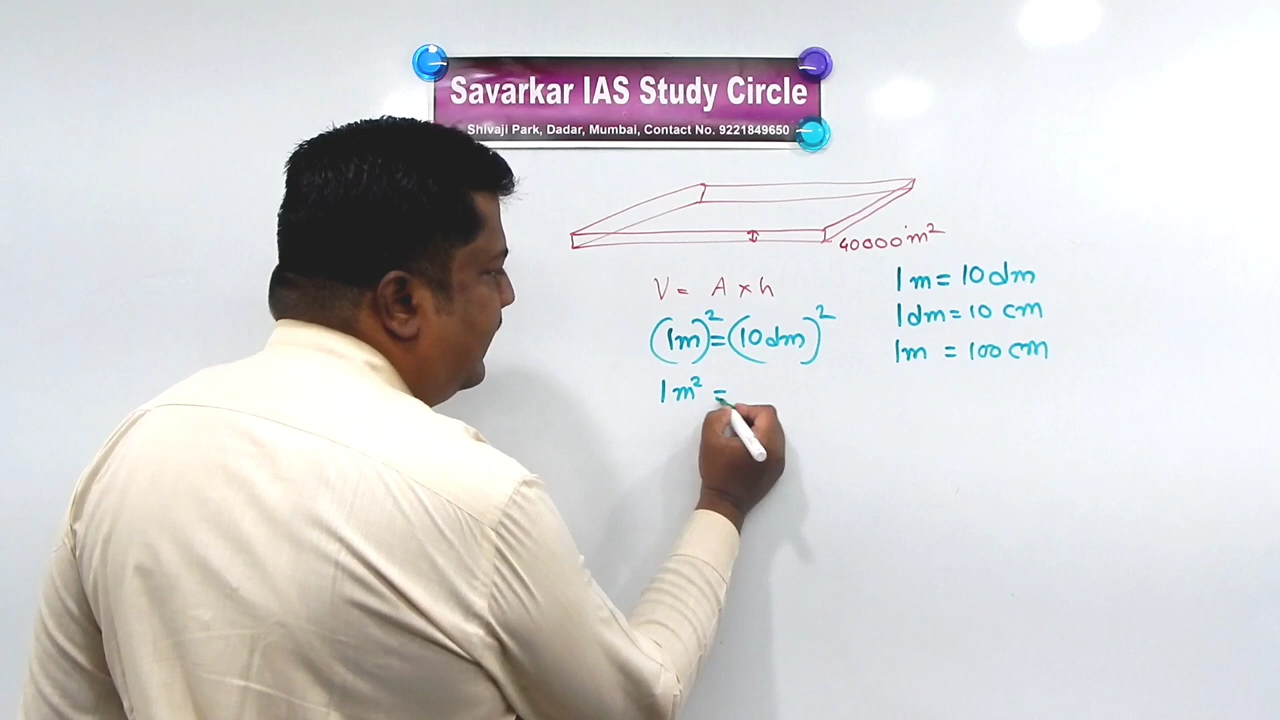 Savarkar IAS Study Circle
Shivaji Park, Dadar, Mumbai, Contact No. 9221849650
40000 m²
V = A × h
(1m)² = (10dm)²
1m² =
1m = 10dm
1dm = 10 cm
1m = 100 cm